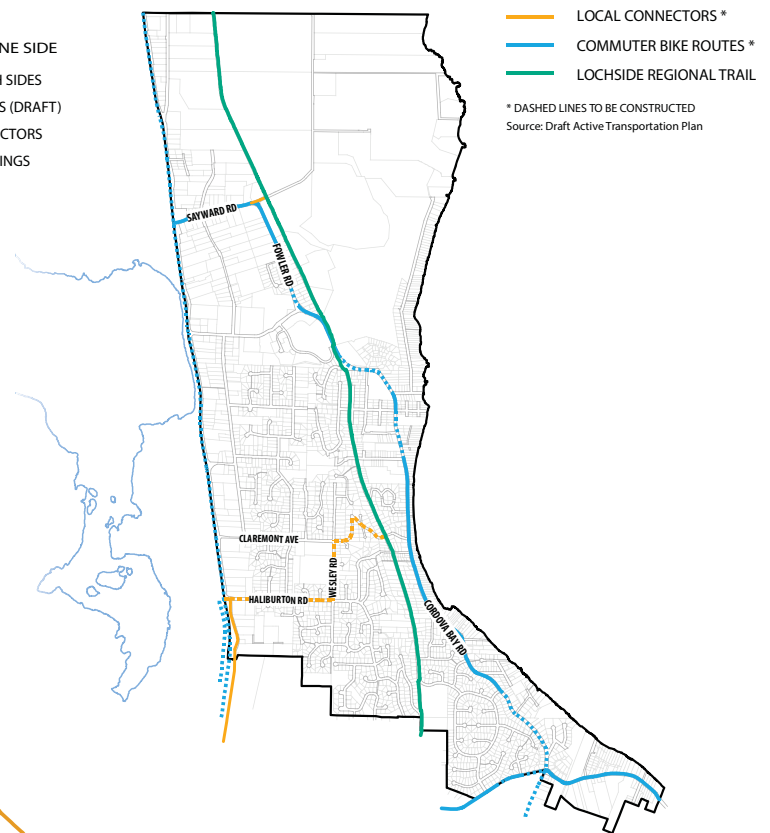 NE SIDE
H SIDES
S (DRAFT)
CTORS
INGS
LOCAL CONNECTORS *
COMMUTER BIKE ROUTES *
LOCHSIDE REGIONAL TRAIL
* DASHED LINES TO BE CONSTRUCTED
Source: Draft Active Transportation Plan
SAYWARD RD
FOWLER RD
CLAREMONT AVE
WESLEY RD
HALIBURTON RD
CORDOVA BAY RD